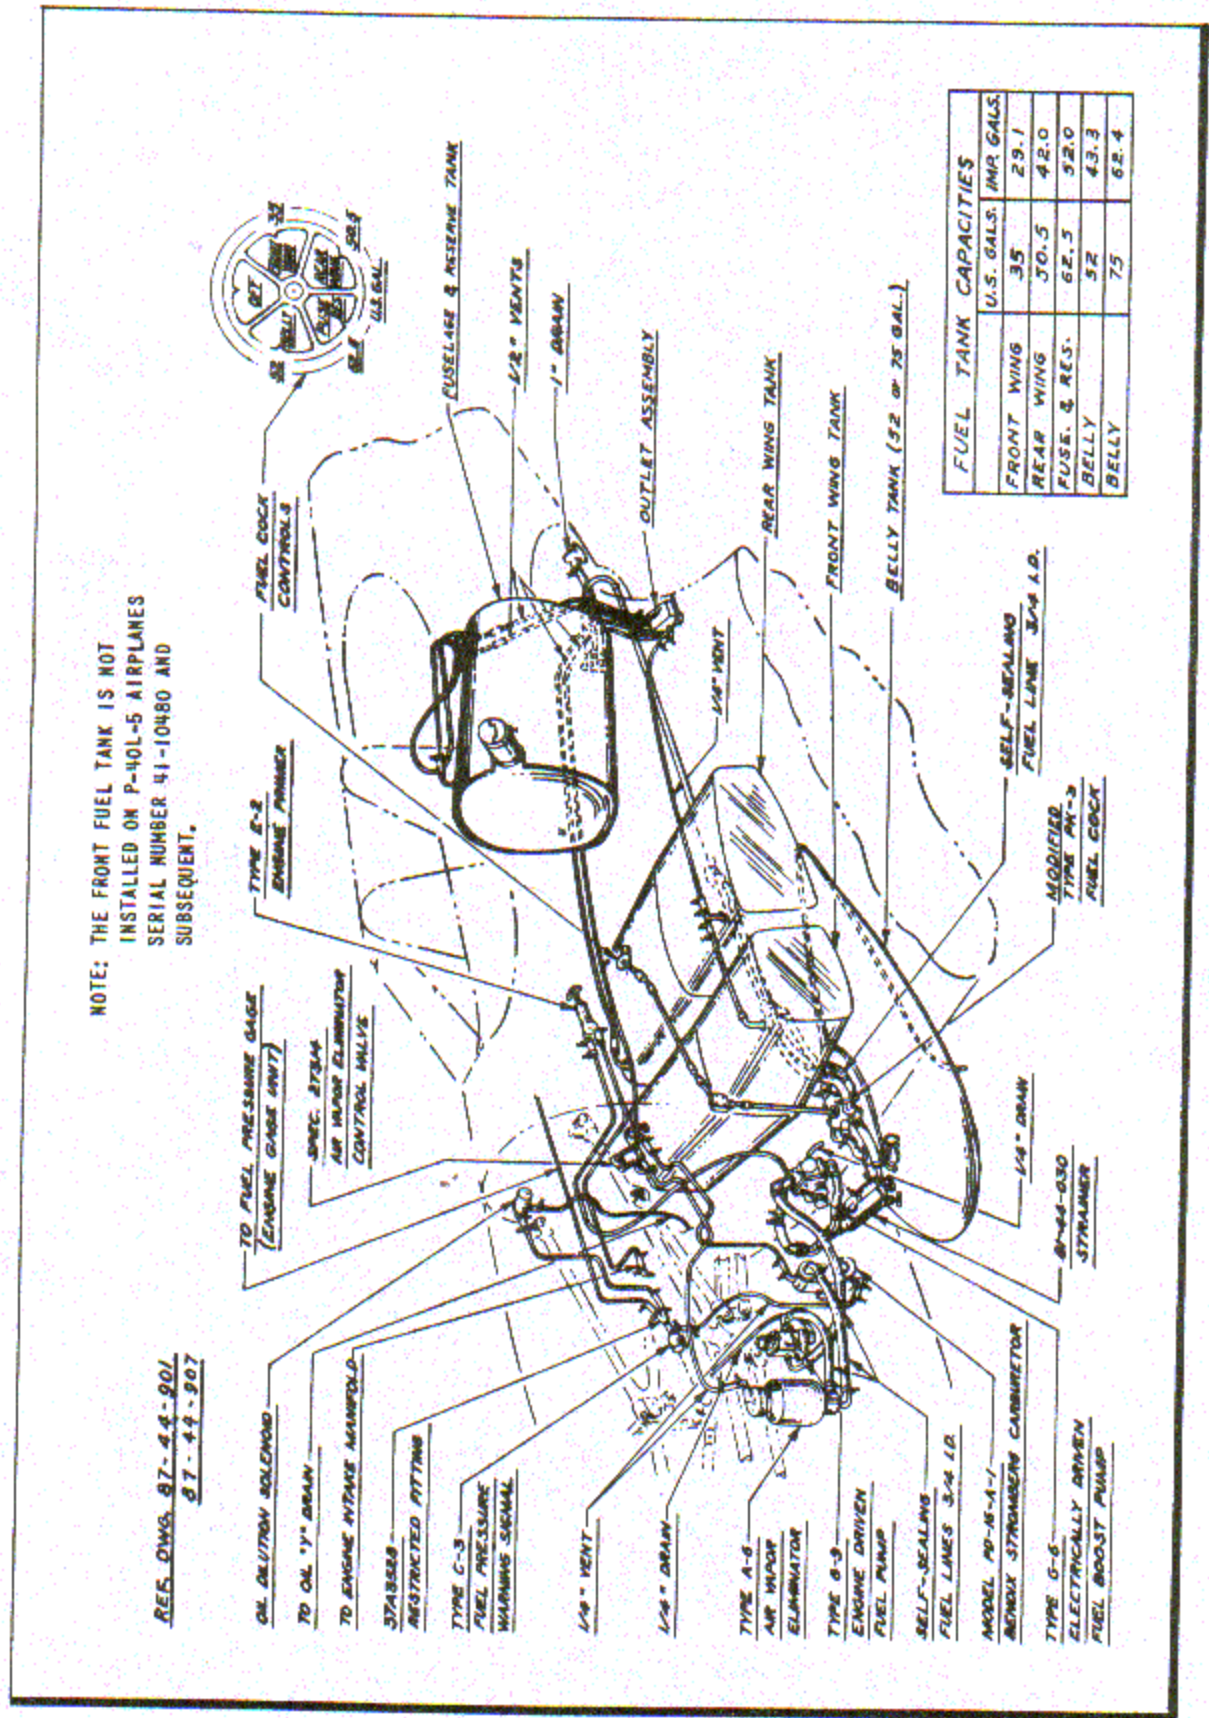 REF. DWG. 87-44-901
87-44-907
NOTE: THE FRONT FUEL TANK IS NOT
INSTALLED ON P-40L-5 AIRPLANES
SERIAL NUMBER 41-10480 AND
SUBSEQUENT.
OIL DILUTION SOLENOID
TO OIL "Y" DRAIN
TO ENGINE INTAKE MANIFOLD
RESTRICTED FITTING
TYPE C-3
FUEL PRESSURE
WARNING SIGNAL
1/4" VENT
1/4" DRAIN
TYPE A-6
AIR VAPOR
ELIMINATOR
TYPE G-9
ENGINE DRIVEN
FUEL PUMP
SELF-SEALING
FUEL LINES 3/4 I.D.
MODEL PD-16-A-1
BENDIX STROMBERG CARBURETOR
TYPE G-6
ELECTRICALLY DRIVEN
FUEL BOOST PUMP
TO FUEL PRESSURE GAGE
(ENGINE GAGE UNIT)
SPEC.
AIR VAPOR ELIMINATOR
CONTROL VALVE
TYPE E-2
ENGINE PRIMER
FUEL COCK
CONTROLS
OFF
BELLY
REAR
52
35
50.5
U.S. GAL.
FUSELAGE & RESERVE TANK
1/2" VENTS
1" DRAIN
OUTLET ASSEMBLY
1/2" VENT
REAR WING TANK
FRONT WING TANK
BELLY TANK (52 OR 75 GAL.)
SELF-SEALING
FUEL LINE 3/4 I.D.
MODIFIED
TYPE PK-3
FUEL COCK
1/4" DRAIN
STRAINER
FUEL TANK CAPACITIES
U.S. GALS. IMP. GALS.
FRONT WING 35 29.1
REAR WING 50.5 42.0
FUSE. & RES. 62.5 52.0
BELLY 52 43.3
BELLY 75 62.4